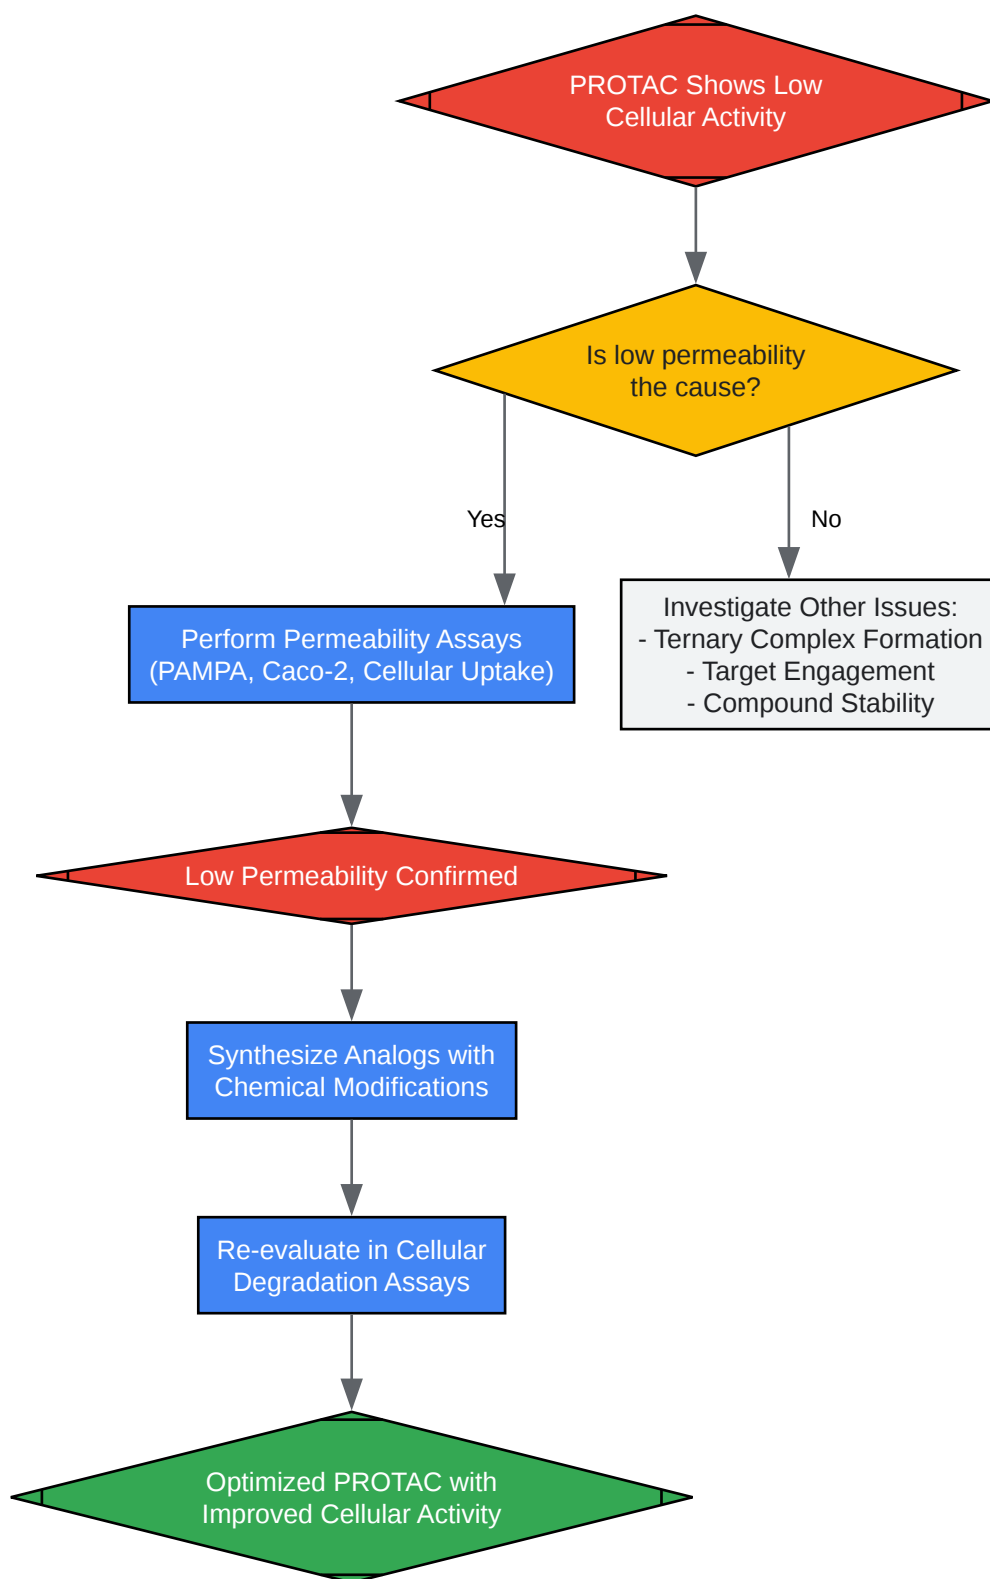 PROTAC Shows Low
Cellular Activity
Is low permeability
the cause?
Yes
No
Perform Permeability Assays
(PAMPA, Caco-2, Cellular Uptake)
Investigate Other Issues:
- Ternary Complex Formation
- Target Engagement
- Compound Stability
Low Permeability Confirmed
Synthesize Analogs with
Chemical Modifications
Re-evaluate in Cellular
Degradation Assays
Optimized PROTAC with
Improved Cellular Activity